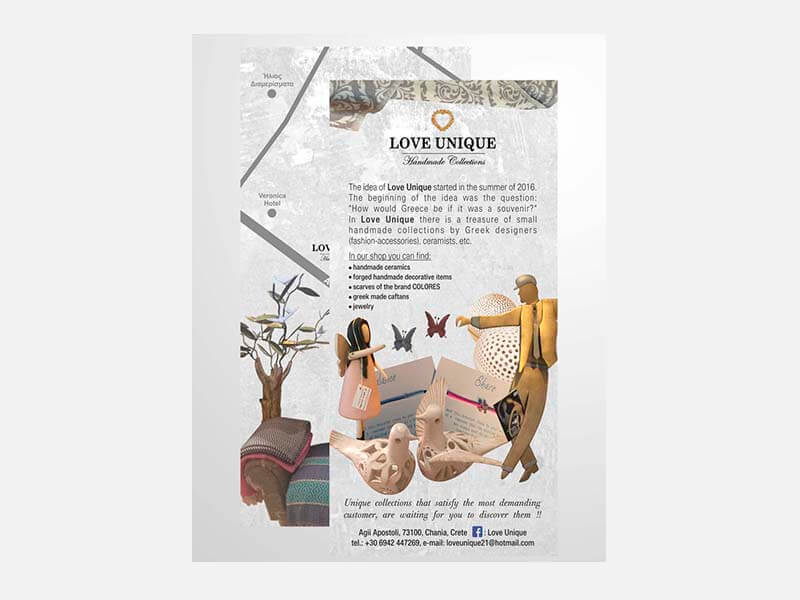 Ήλιος
Διαμερίσματα
Veronica
Hotel
LOV
LOVE UNIQUE
Handmade Collections
The idea of Love Unique started in the summer of 2016.
The beginning of the idea was the question:
"How would Greece be if it was a souvenir?"
In Love Unique there is a treasure of small
handmade collections by Greek designers
(fashion-accessories), ceramists, etc.
In our shop you can find:
• handmade ceramics
• forged handmade decorative items
• scarves of the brand COLORES
• greek made caftans
• jewelry
Share
Unique collections that satisfy the most demanding
customer, are waiting for you to discover them !!
Agii Apostoli, 73100, Chania, Crete f : Love Unique
tel.: +30 6942 447269, e-mail: loveunique21@hotmail.com